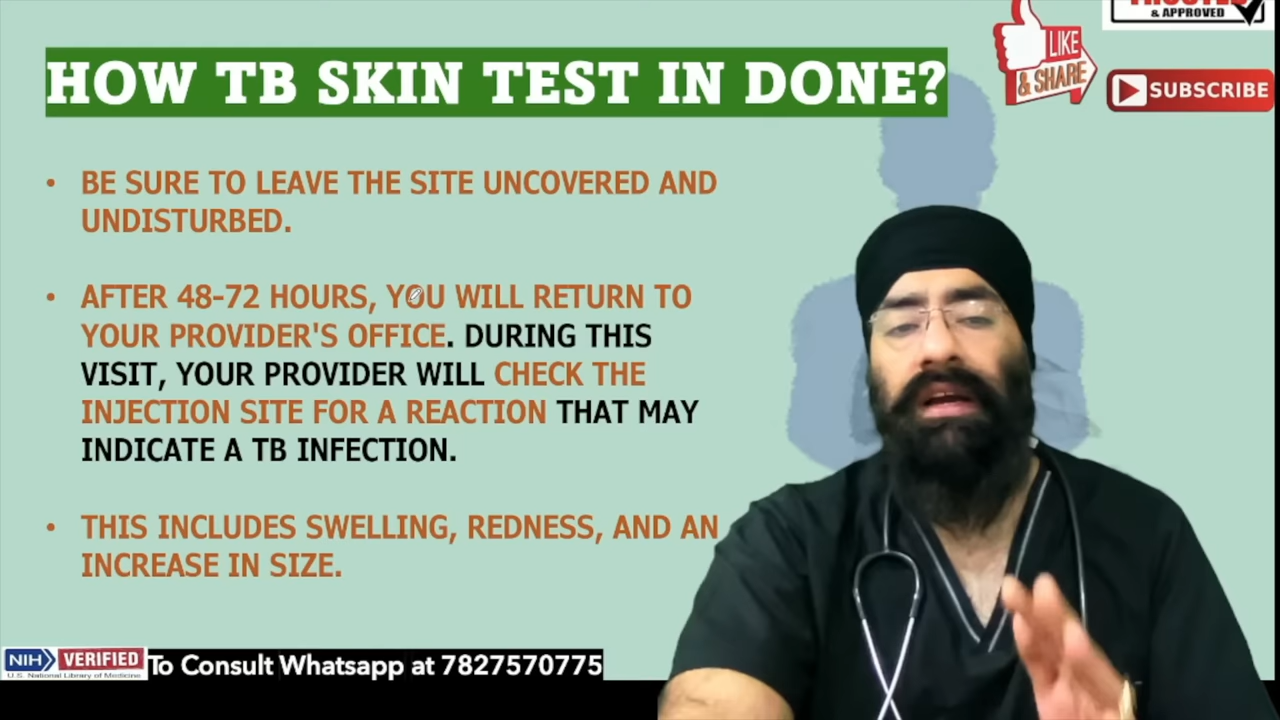 & APPROVED
LIKE
& SHARE
SUBSCRIBE
HOW TB SKIN TEST IN DONE?
• BE SURE TO LEAVE THE SITE UNCOVERED AND
UNDISTURBED.
• AFTER 48-72 HOURS, YOU WILL RETURN TO
YOUR PROVIDER'S OFFICE. DURING THIS
VISIT, YOUR PROVIDER WILL CHECK THE
INJECTION SITE FOR A REACTION THAT MAY
INDICATE A TB INFECTION.
• THIS INCLUDES SWELLING, REDNESS, AND AN
INCREASE IN SIZE.
NIH VERIFIED
U.S. National Library of Medicine
To Consult Whatsapp at 7827570775